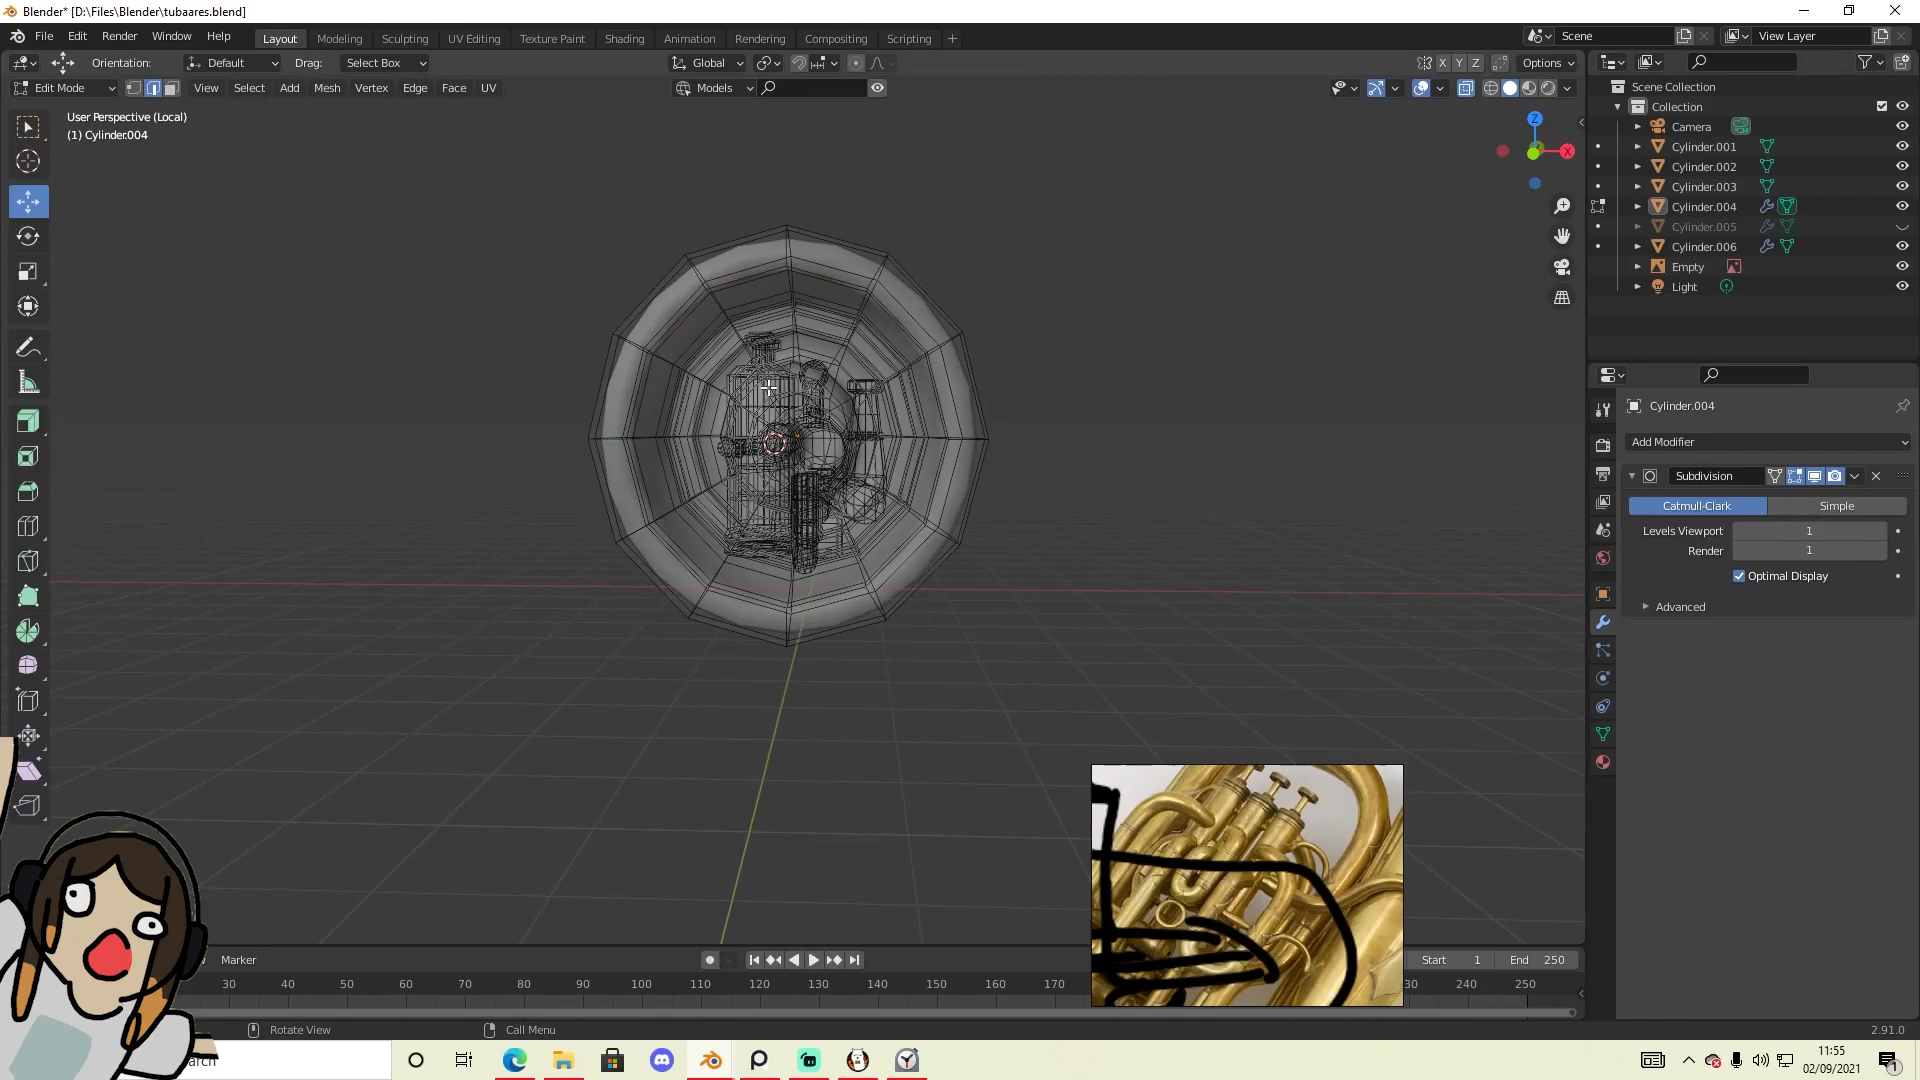 Blender* [D:\Files\Blender\tubaares.blend]
File Edit Render Window Help
Layout Modeling Sculpting UV Editing Texture Paint Shading Animation Rendering Compositing Scripting
Scene
View Layer
Orientation: Default Drag: Select Box
Global
X Y Z Options
Edit Mode View Select Add Mesh Vertex Edge Face UV
Models
User Perspective (Local)
(1) Cylinder.004
Z
X
Scene Collection
Collection
Camera
Cylinder.001
Cylinder.002
Cylinder.003
Cylinder.004
Cylinder.005
Cylinder.006
Empty
Light
Cylinder.004
Add Modifier
Subdivision
Catmull-Clark Simple
Levels Viewport 1
Render 1
Optimal Display
Advanced
Marker
Start 1 End 250
30 40 50 60 70 80 90 100 110 120 130 140 150 160 170 30 240 250
Rotate View
Call Menu
2.91.0
arch
11:55
02/09/2021
1